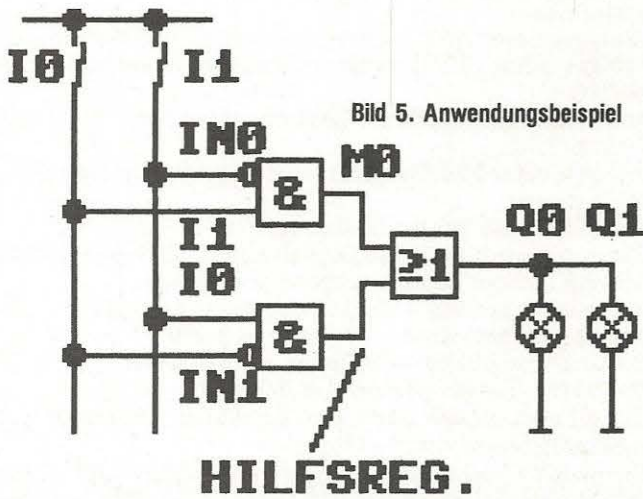 I0 I1
Bild 5. Anwendungsbeispiel
IN0
M0
&
I1
I0
Q0 Q1
≥1
&
IN1
HILFSREG.